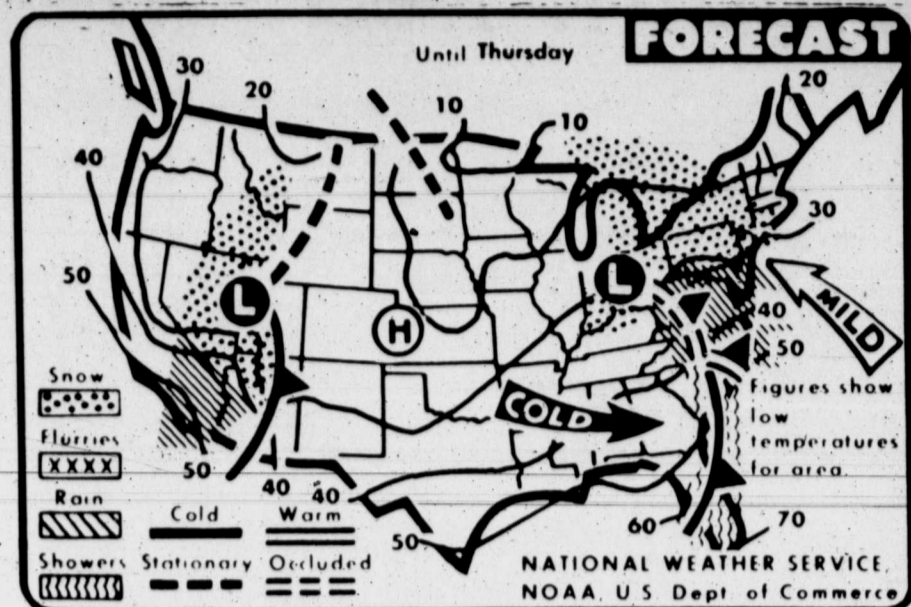 FORECAST
Until Thursday
30
20
10
10
20
40
30
50
L
L
H
MILD
40
50
COLD
Figures show
low
temperatures
for area.
Snow
Flurries
XXXX
Rain
Showers
Cold
Warm
Stationary
Occluded
50
40
40
50
60
70
NATIONAL WEATHER SERVICE,
NOAA, U.S. Dept. of Commerce